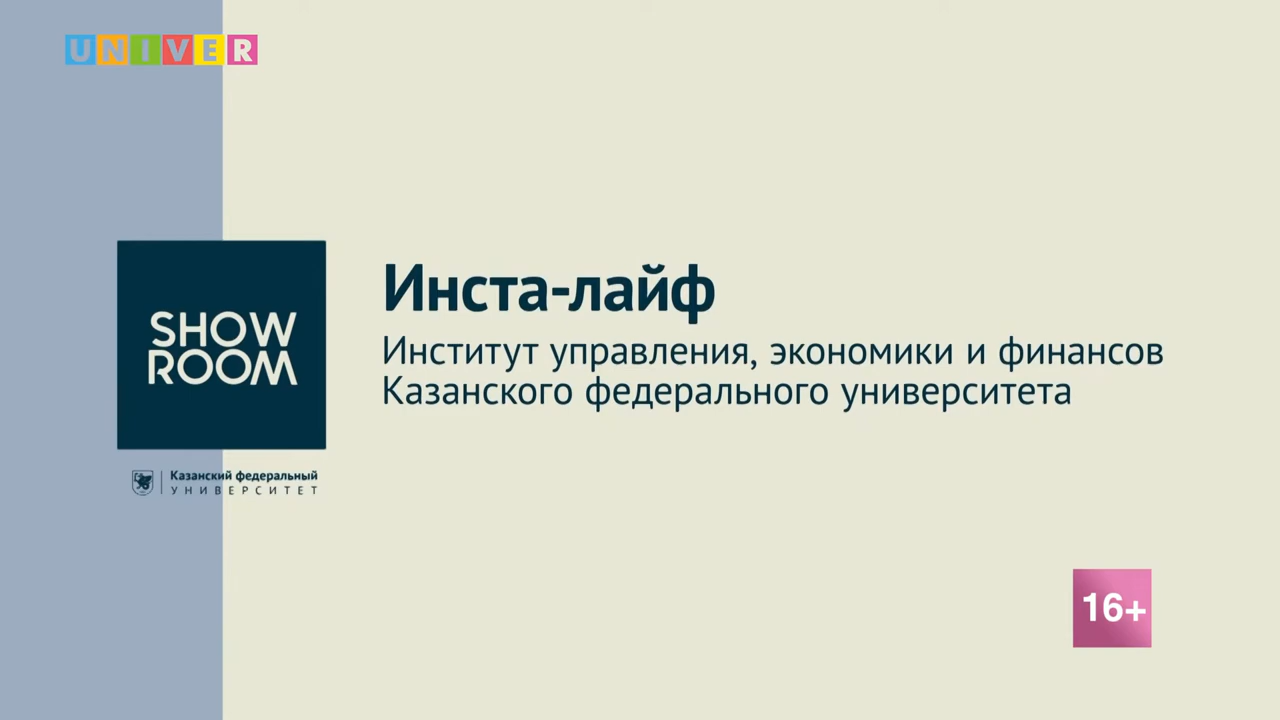 UNIVER
SHOW
ROOM
Казанский федеральный
УНИВЕРСИТЕТ
Инста-лайф
Институт управления, экономики и финансов
Казанского федерального университета
16+